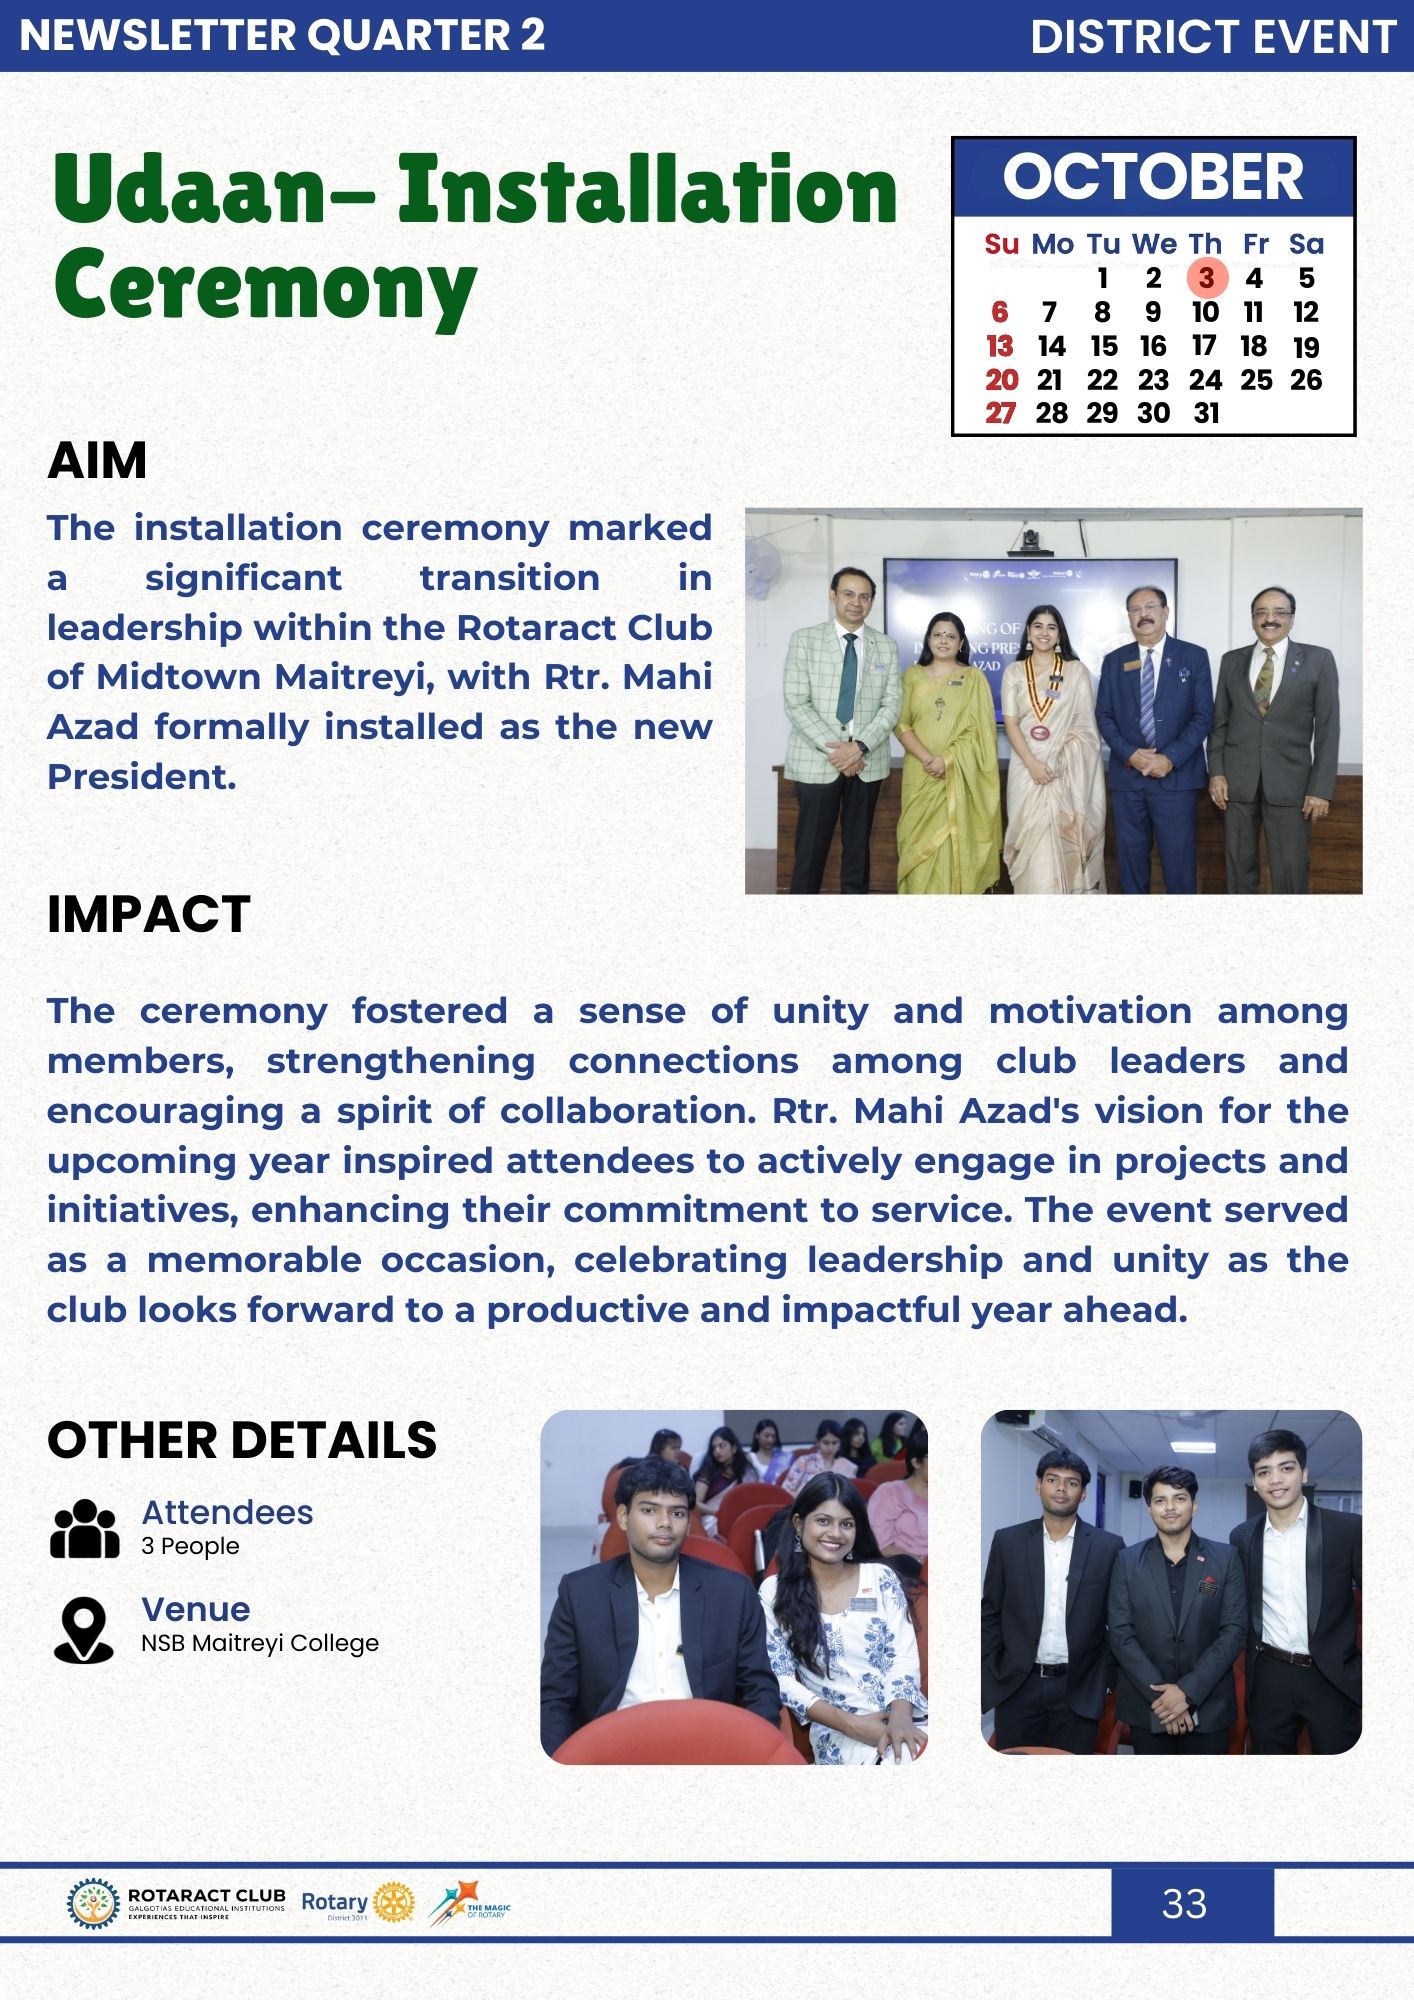 NEWSLETTER QUARTER 2
DISTRICT EVENT
Udaan- Installation
Ceremony
OCTOBER
Su Mo Tu We Th Fr Sa
1 2 3 4 5
6 7 8 9 10 11 12
13 14 15 16 17 18 19
20 21 22 23 24 25 26
27 28 29 30 31
AIM
The installation ceremony marked
a significant transition in
leadership within the Rotaract Club
of Midtown Maitreyi, with Rtr. Mahi
Azad formally installed as the new
President.
IMPACT
The ceremony fostered a sense of unity and motivation among
members, strengthening connections among club leaders and
encouraging a spirit of collaboration. Rtr. Mahi Azad's vision for the
upcoming year inspired attendees to actively engage in projects and
initiatives, enhancing their commitment to service. The event served
as a memorable occasion, celebrating leadership and unity as the
club looks forward to a productive and impactful year ahead.
OTHER DETAILS
Attendees
3 People
Venue
NSB Maitreyi College
ROTARACT CLUB
GALGOTIAS EDUCATIONAL INSTITUTIONS
EXPERIENCES THAT INSPIRE
Rotary
District 3011
THE MAGIC
OF ROTARY
33